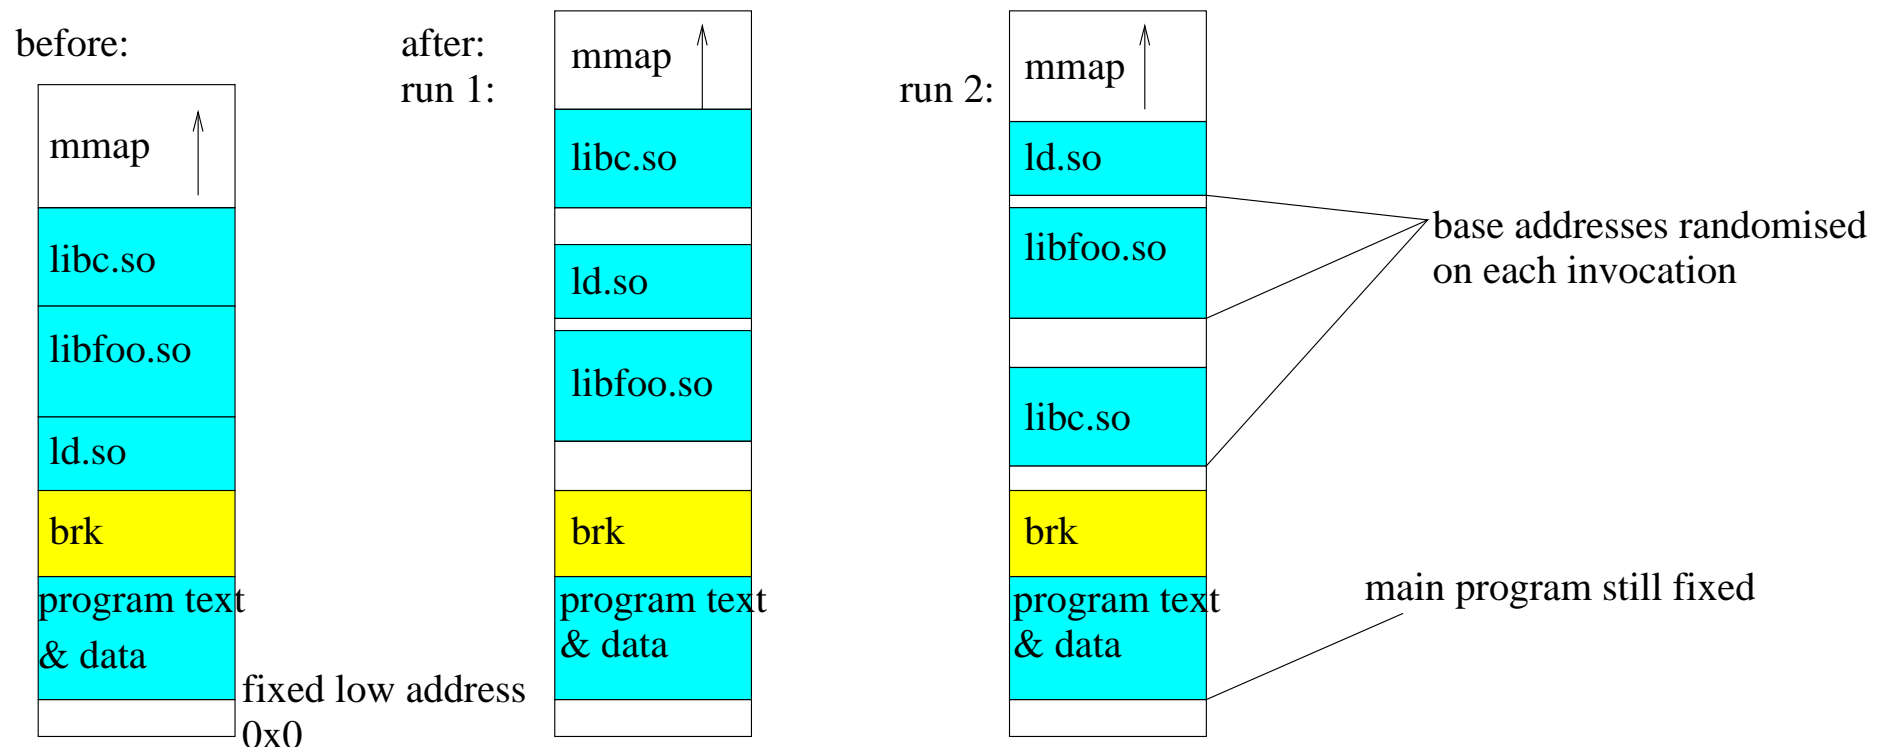 before:
mmap
libc.so
libfoo.so
ld.so
brk
program text
& data
fixed low address
0x0
after:
run 1:
mmap
libc.so
ld.so
libfoo.so
brk
program text
& data
run 2:
mmap
ld.so
libfoo.so
libc.so
brk
program text
& data
base addresses randomised
on each invocation
main program still fixed